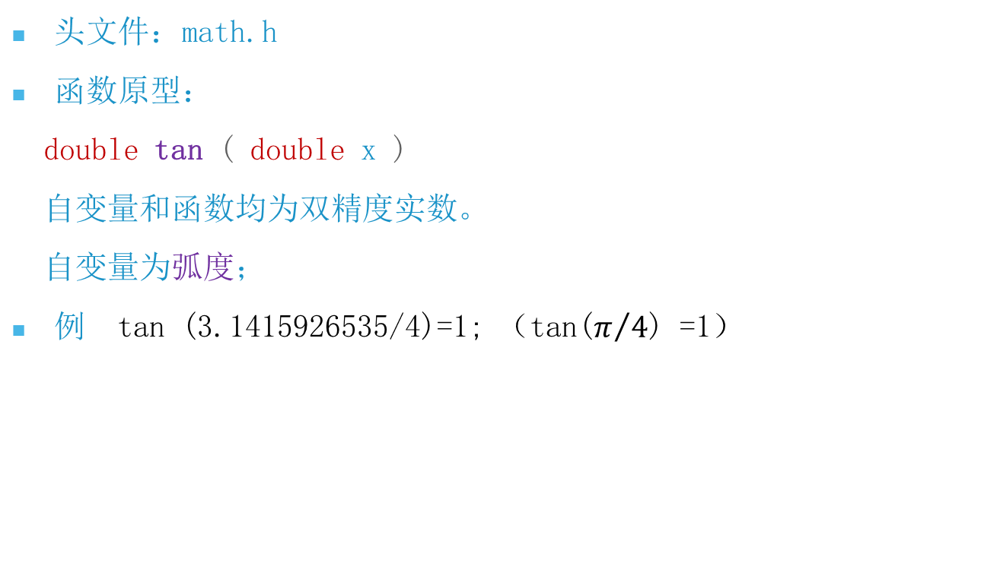 头文件：math.h
函数原型：
double tan ( double x )
自变量和函数均为双精度实数。
自变量为弧度；
例 tan (3.1415926535/4)=1; （tan(π/4) =1）